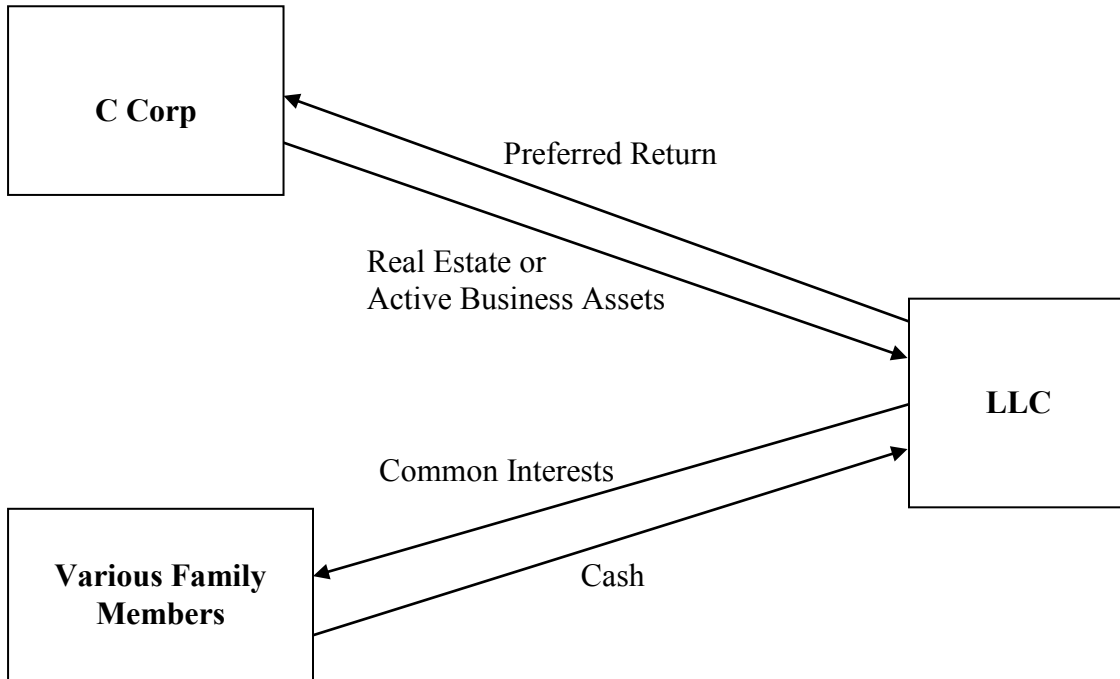 C Corp
Preferred Return
Real Estate or
Active Business Assets
LLC
Common Interests
Cash
Various Family
Members